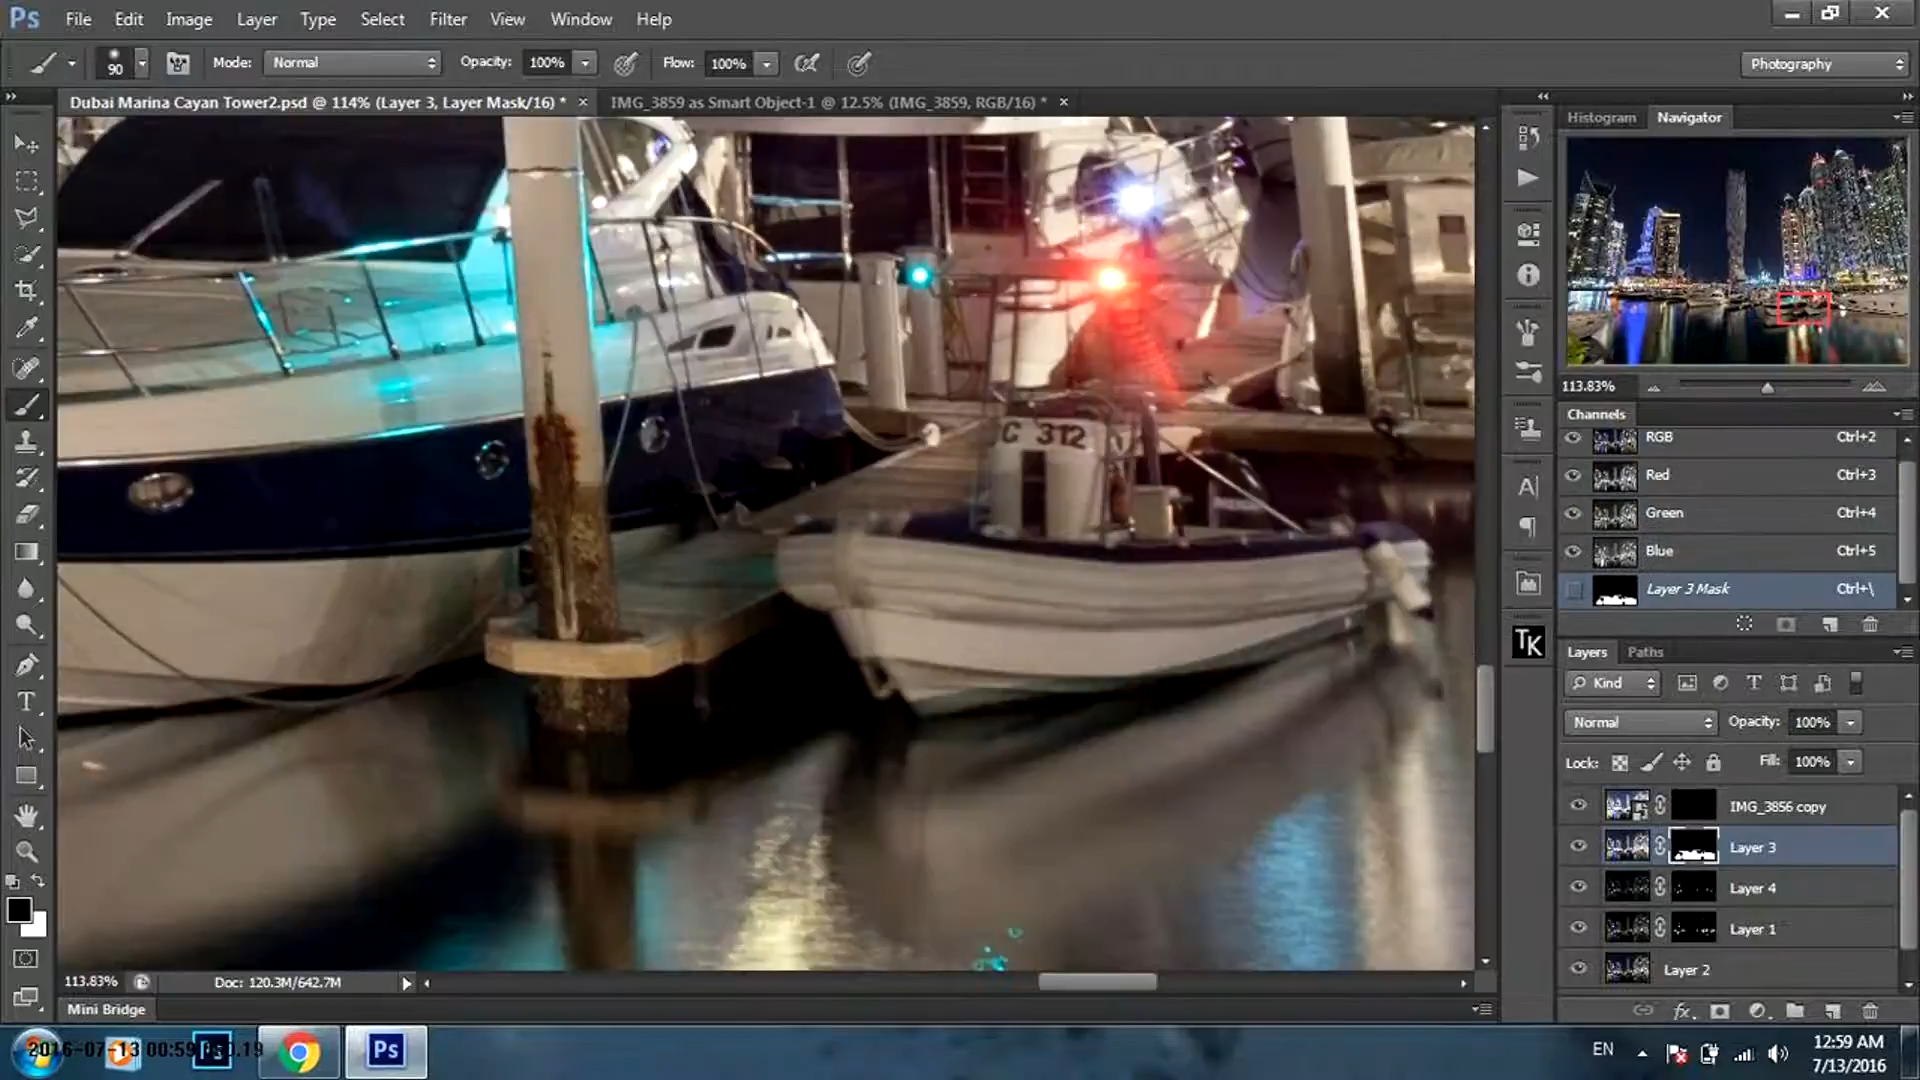 Ps File Edit Image Layer Type Select Filter View Window Help
90 Mode: Normal Opacity: 100% Flow: 100% Photography
Dubai Marina Cayan Tower2.psd @ 114% (Layer 3, Layer Mask/16) * × IMG_3859 as Smart Object-1 @ 12.5% (IMG_3859, RGB/16) * ×
Histogram Navigator
113.83%
Channels
RGB Ctrl+2
Red Ctrl+3
C 312
Green Ctrl+4
Blue Ctrl+5
Layer 3 Mask Ctrl+\
TK
Layers Paths
Kind
Normal Opacity: 100%
Lock: Fill: 100%
IMG_3856 copy
Layer 3
Layer 4
Layer 1
Layer 2
113.83% Doc: 120.3M/642.7M
Mini Bridge
Ps Ps
EN 12:59 AM
7/13/2016